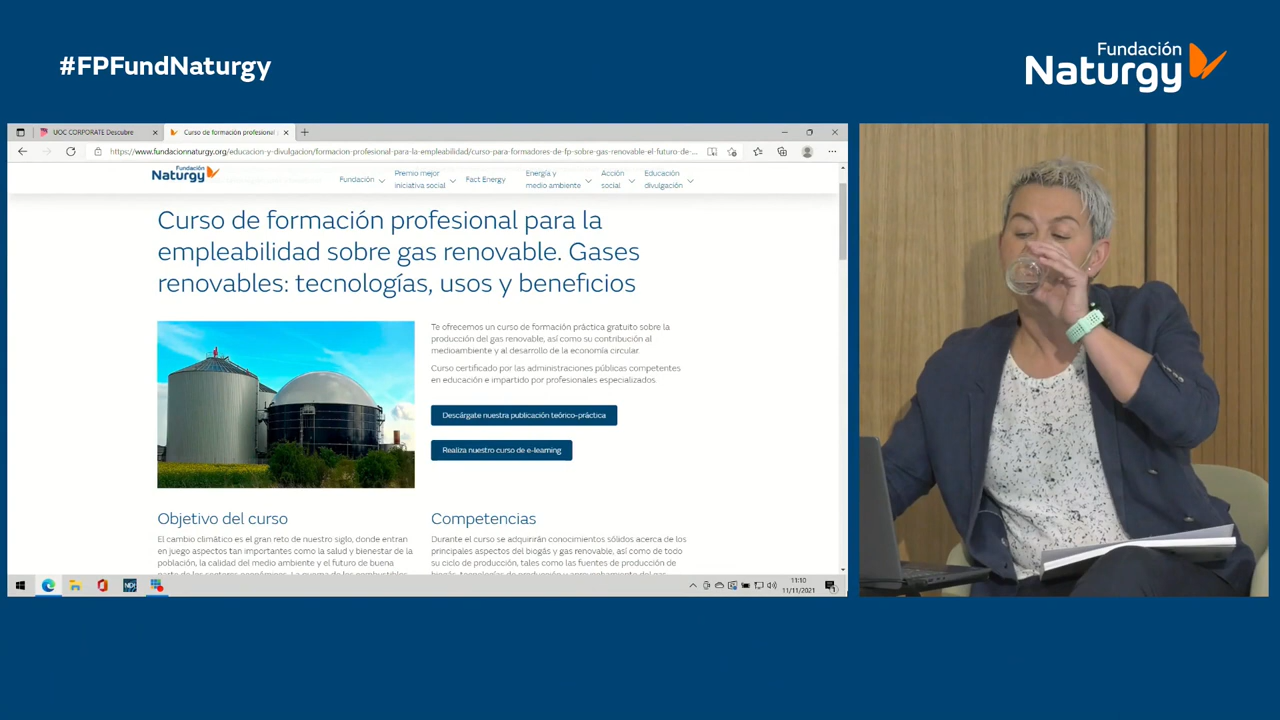 #FPFundNaturgy
Fundación
Naturgy
UOC CORPORATE Descubre
Curso de formación profesional
https://www.fundacionnaturgy.org/educacion-y-divulgacion/formacion-profesional-para-la-empleabilidad/curso-para-formadores-de-fp-sobre-gas-renovable-el-futuro-de-...
Fundación
Naturgy
Fundación
Premio mejor
iniciativa social
Fact Energy
Energía y
medio ambiente
Acción
social
Educación
divulgación
Curso de formación profesional para la
empleabilidad sobre gas renovable. Gases
renovables: tecnologías, usos y beneficios
Te ofrecemos un curso de formación práctica gratuito sobre la
producción del gas renovable, así como su contribución al
medioambiente y al desarrollo de la economía circular.
Curso certificado por las administraciones públicas competentes
en educación e impartido por profesionales especializados.
Descárgate nuestra publicación teórico-práctica
Realiza nuestro curso de e-learning
Objetivo del curso
El cambio climático es el gran reto de nuestro siglo, donde entran
en juego aspectos tan importantes como la salud y bienestar de la
población, la calidad del medio ambiente y el futuro de buena
Competencias
Durante el curso se adquirirán conocimientos sólidos acerca de los
principales aspectos del biogás y gas renovable, así como de todo
su ciclo de producción, tales como las fuentes de producción de
11:10
11/11/2021